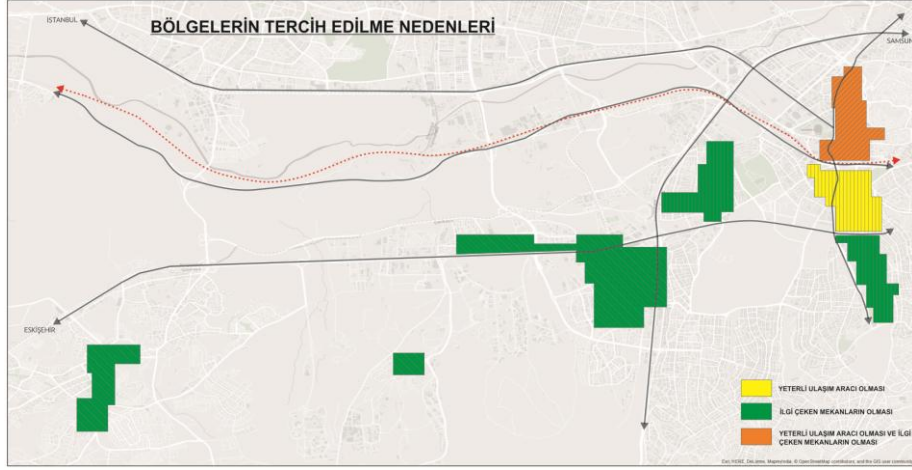 BÖLGELERİN TERCİH EDİLME NEDENLERİ
İSTANBUL
SAMSUN
ESKİŞEHİR
YETERLİ ULAŞIM ARACI OLMASI
İLGİ ÇEKEN MEKANLARIN OLMASI
YETERLİ ULAŞIM ARACI OLMASI VE İLGİ
ÇEKEN MEKANLARIN OLMASI